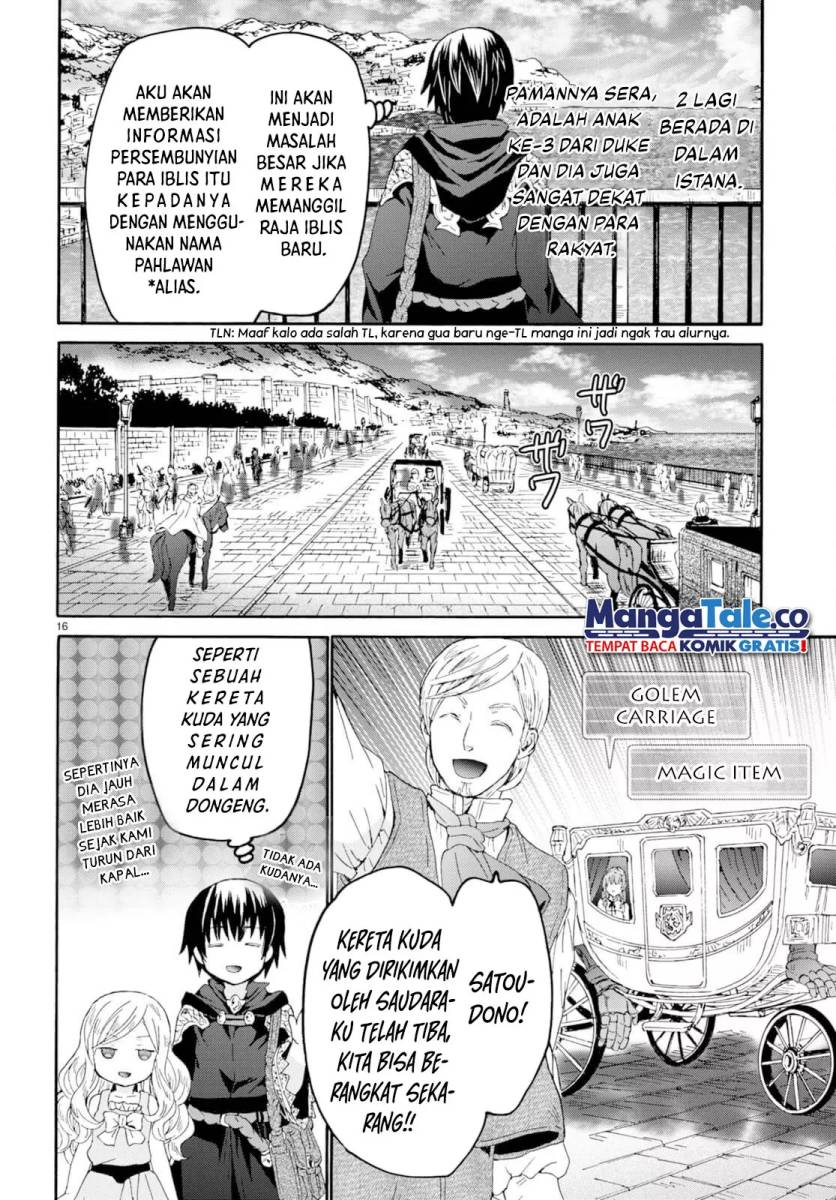 2 LAGI
BERADA DI
DALAM
ISTANA.
PAMANNYA SERA,
ADALAH ANAK
KE-3 DARI DUKE
DAN DIA JUGA
SANGAT DEKAT
DENGAN PARA
RAKYAT.
INI AKAN
MENJADI
MASALAH
BESAR JIKA
MEREKA
MEMANGGIL
RAJA IBLIS
BARU.
AKU AKAN
MEMBERIKAN
INFORMASI
PERSEMBUNYIAN
PARA IBLIS ITU
KEPADANYA
DENGAN MENGGU-
NAKAN NAMA
PAHLAWAN
*ALIAS.
TLN: Maaf kalo ada salah TL, karena gua baru nge-TL manga ini jadi ngak tau alurnya.
ザワ
ザワ
16
MangaTale.co
TEMPAT BACA KOMIK GRATIS!
GOLEM
CARRIAGE
MAGIC ITEM
SATOU-
DONO!
KERETA KUDA
YANG DIRIKIMKAN
OLEH SAUDARA-
KU TELAH TIBA,
KITA BISA BE-
RANGKAT SEKA-
RANG!!
SEPERTI
SEBUAH
KERETA
KUDA YANG
SERING
MUNCUL
DALAM
DONGENG.
TIDAK ADA
KUDANYA...
SEPERTINYA
DIA JAUH
MERASA
LEBIH BAIK
SEJAK KAMI
TURUN DARI
KAPAL...